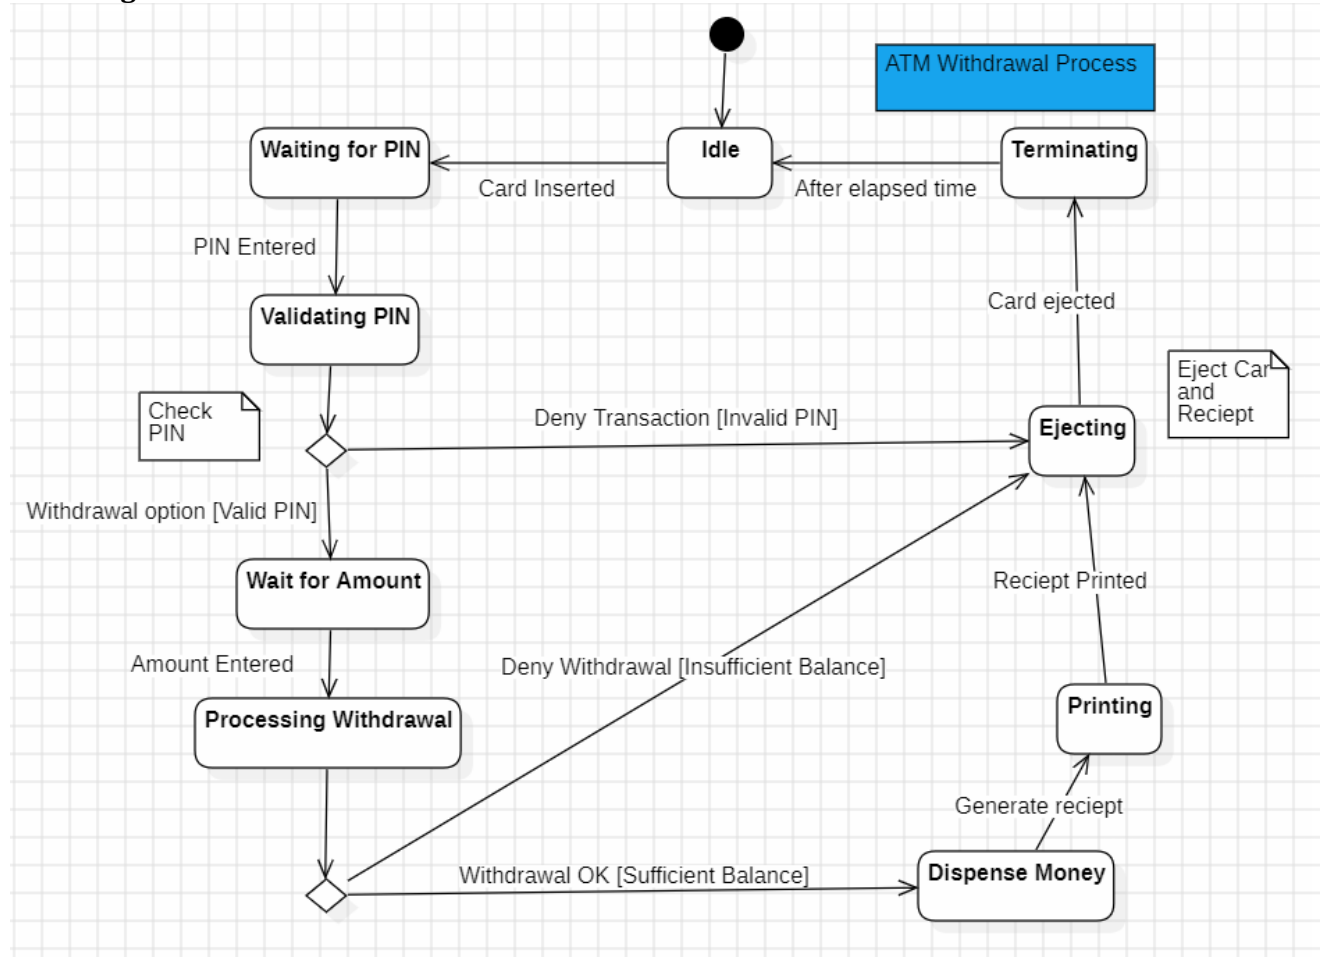 ATM Withdrawal Process
Waiting for PIN
Idle
Terminating
Card Inserted
After elapsed time
PIN Entered
Card ejected
Validating PIN
Eject Car
and
Reciept
Check
PIN
Deny Transaction [Invalid PIN]
Ejecting
Withdrawal option [Valid PIN]
Wait for Amount
Reciept Printed
Amount Entered
Deny Withdrawal [Insufficient Balance]
Processing Withdrawal
Printing
Generate reciept
Withdrawal OK [Sufficient Balance]
Dispense Money